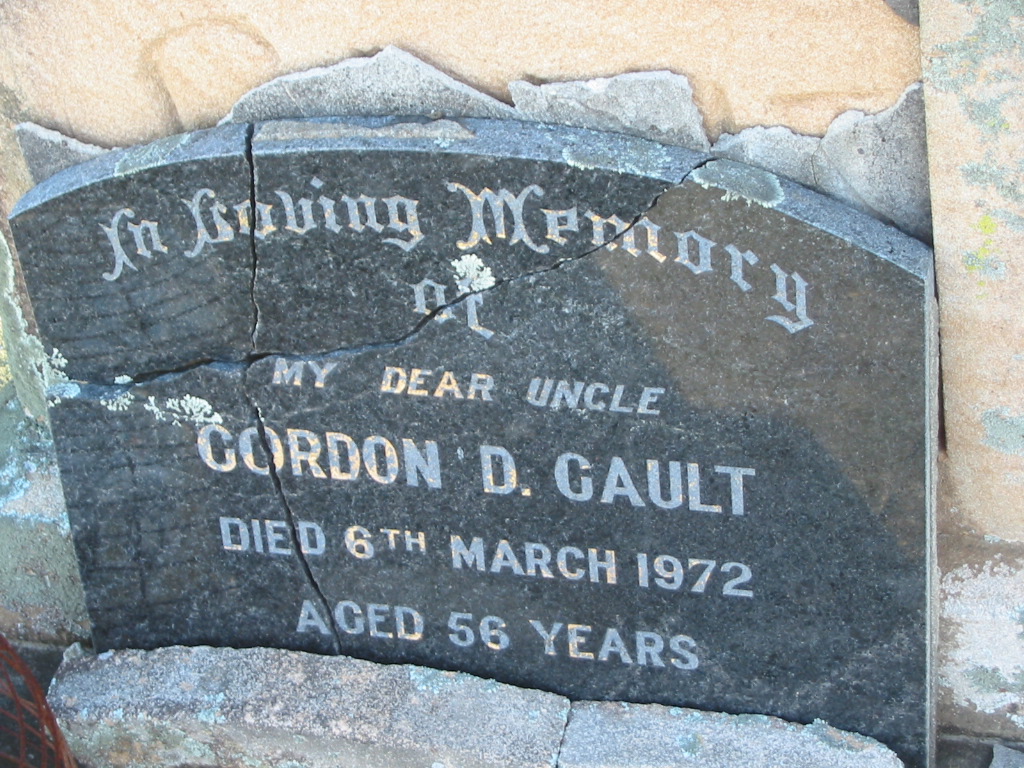 In Loving Memory
of
MY DEAR UNCLE
GORDON D. GAULT
DIED 6TH MARCH 1972
AGED 56 YEARS